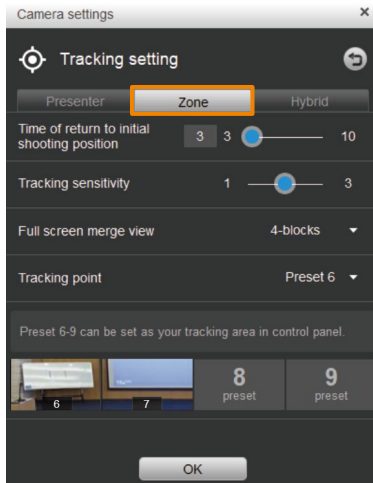 Camera settings ×
Tracking setting
Presenter Zone Hybrid
Time of return to initial
shooting position 3 3 10
Tracking sensitivity 1 3
Full screen merge view 4-blocks
Tracking point Preset 6
Preset 6-9 can be set as your tracking area in control panel.
6 7 8 preset 9 preset
OK